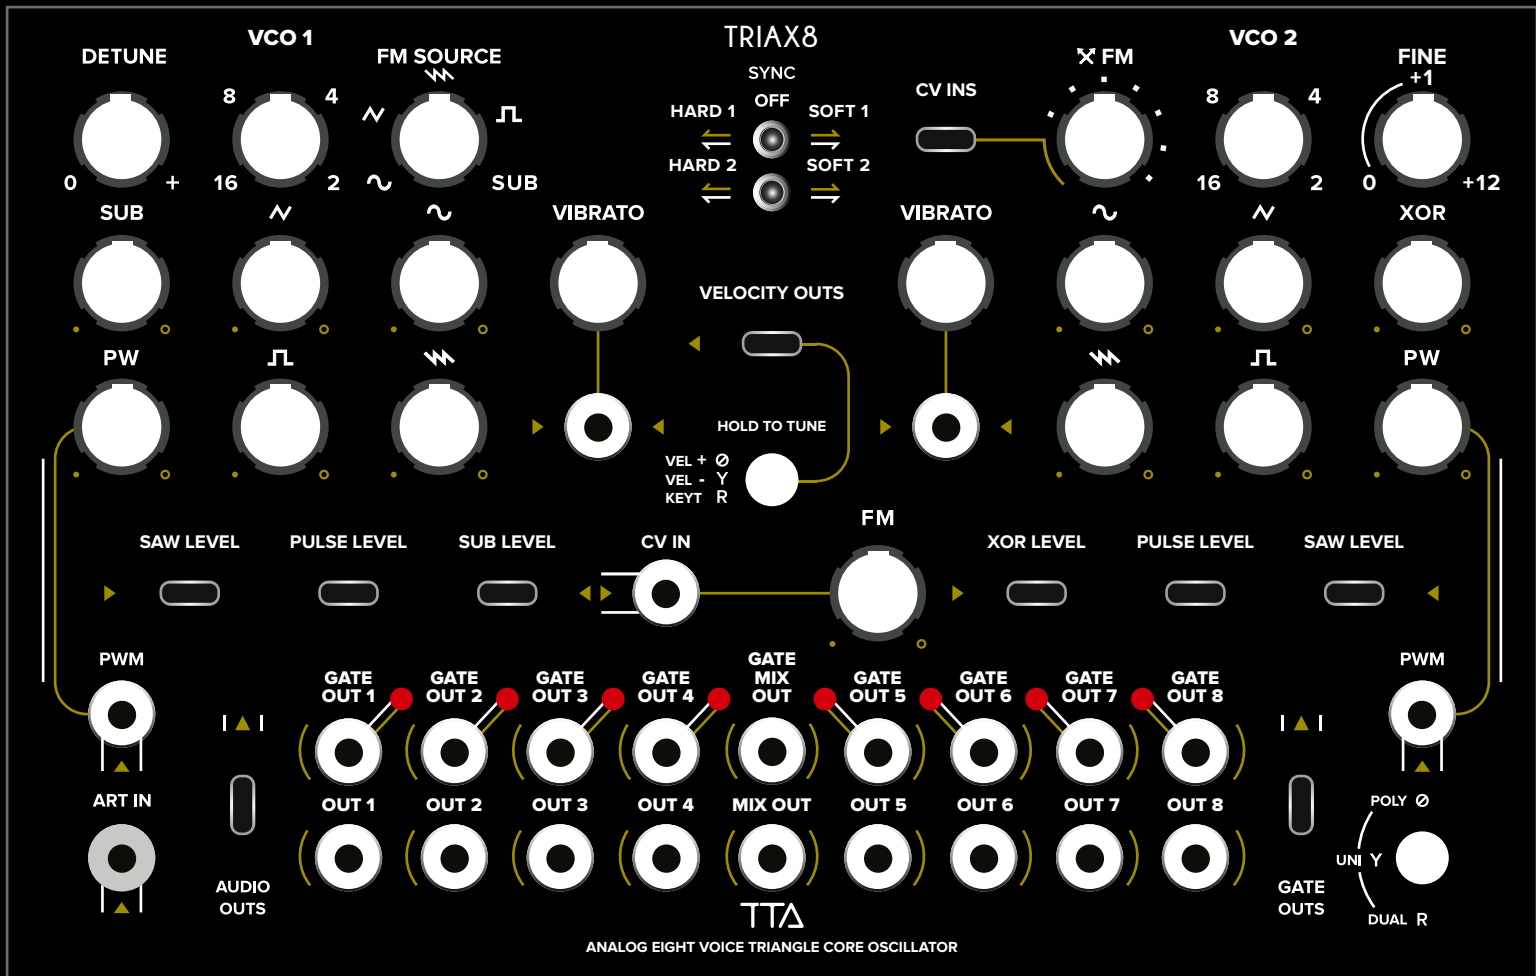 VCO 1
TRIAX8
VCO 2
DETUNE
FM SOURCE
FM
FINE
SYNC
+1
CV INS
8
4
OFF
8
4
HARD 1
SOFT 1
HARD 2
SOFT 2
0
+
16
2
SUB
16
2
0
+12
SUB
VIBRATO
VIBRATO
XOR
VELOCITY OUTS
PW
PW
HOLD TO TUNE
VEL + Ø
VEL - Y
KEYT R
FM
SAW LEVEL
PULSE LEVEL
SUB LEVEL
CV IN
XOR LEVEL
PULSE LEVEL
SAW LEVEL
PWM
PWM
GATE
OUT 1
GATE
OUT 2
GATE
OUT 3
GATE
OUT 4
GATE
MIX
OUT
GATE
OUT 5
GATE
OUT 6
GATE
OUT 7
GATE
OUT 8
ART IN
OUT 1
OUT 2
OUT 3
OUT 4
MIX OUT
OUT 5
OUT 6
OUT 7
OUT 8
POLY Ø
UNI Y
DUAL R
AUDIO
OUTS
GATE
OUTS
TTA
ANALOG EIGHT VOICE TRIANGLE CORE OSCILLATOR